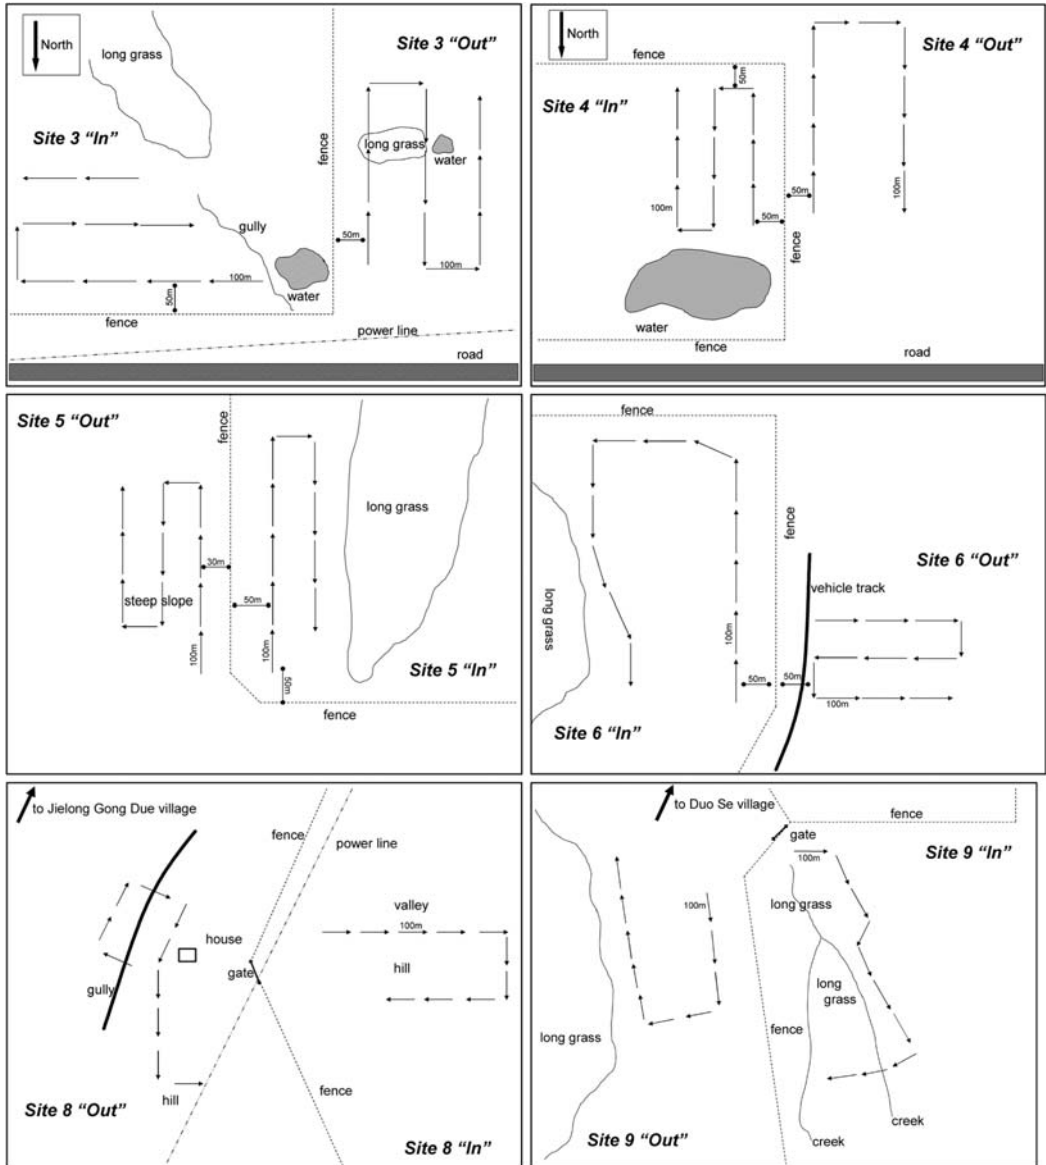 North
long grass
Site 3 "Out"
Site 3 "In"
fence
long grass
water
gully
50m
100m
100m
water
50m
fence
power line
road
North
fence
Site 4 "Out"
50m
Site 4 "In"
fence
50m
100m
100m
50m
water
fence
road
Site 5 "Out"
fence
long grass
30m
steep slope
50m
100m
100m
Site 5 "In"
50m
fence
fence
fence
Site 6 "Out"
vehicle track
long grass
100m
50m
50m
100m
Site 6 "In"
to Jielong Gong Due village
fence
power line
valley
100m
house
hill
gate
gully
fence
hill
Site 8 "Out"
Site 8 "In"
to Duo Se village
fence
gate
100m
Site 9 "In"
100m
long grass
long
grass
long grass
fence
creek
Site 9 "Out"
creek